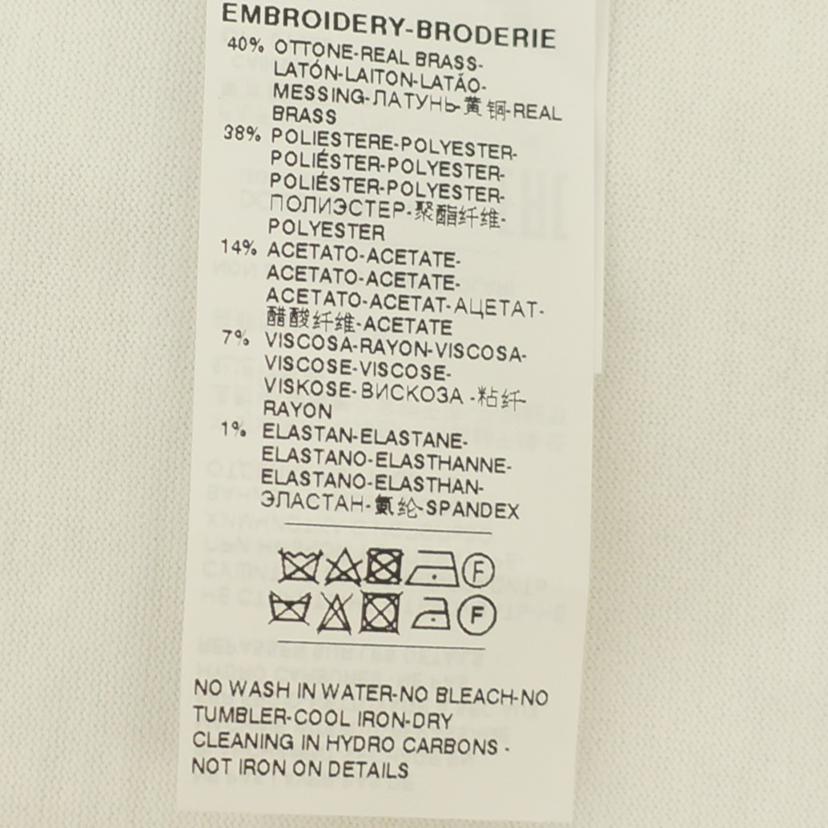 EMBROIDERY-BRODERIE
40% OTTONE-REAL BRASS-
LATÓN-LAITON-LATÃO-
MESSING-ЛАТУНЬ-黄铜-REAL
BRASS
38% POLIESTERE-POLYESTER-
POLIÉSTER-POLYESTER-
POLIÉSTER-POLYESTER-
ПОЛИЭСТЕР-聚酯纤维-
POLYESTER
14% ACETATO-ACETATE-
ACETATO-ACETATE-
ACETATO-ACETAT-АЦЕТАТ-
醋酸纤维-ACETATE
7% VISCOSA-RAYON-VISCOSA-
VISCOSE-VISCOSE-
VISKOSE-ВИСКОЗА -粘纤-
RAYON
1% ELASTAN-ELASTANE-
ELASTANO-ELASTHANNE-
ELASTANO-ELASTHAN-
ЭЛАСТАН-氨纶-SPANDEX
F
F
NO WASH IN WATER-NO BLEACH-NO
TUMBLER-COOL IRON-DRY
CLEANING IN HYDRO CARBONS -
NOT IRON ON DETAILS